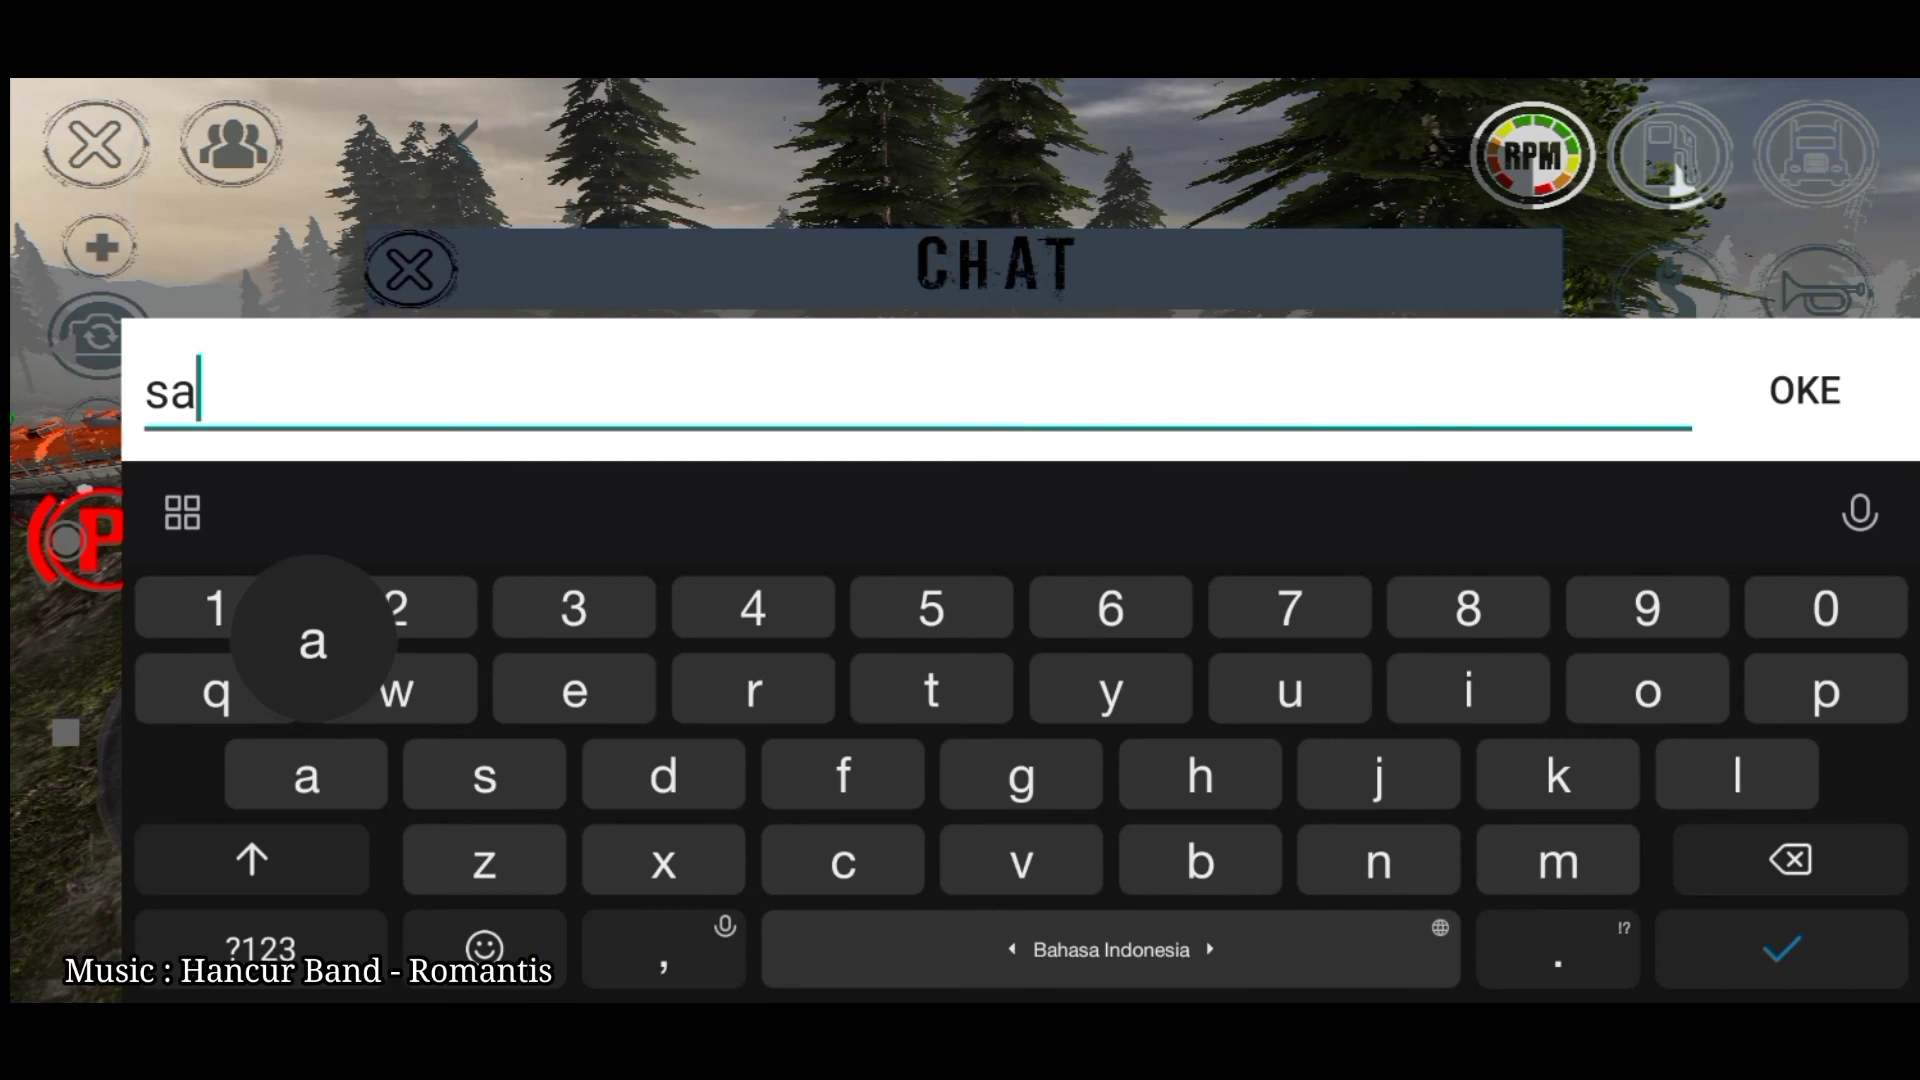 RPM
CHAT
sa
OKE
1 2 3 4 5 6 7 8 9 0
a
q w e r t y u i o p
a s d f g h j k l
z x c v b n m
?123 , Bahasa Indonesia . !?
P
Music : Hancur Band - Romantis